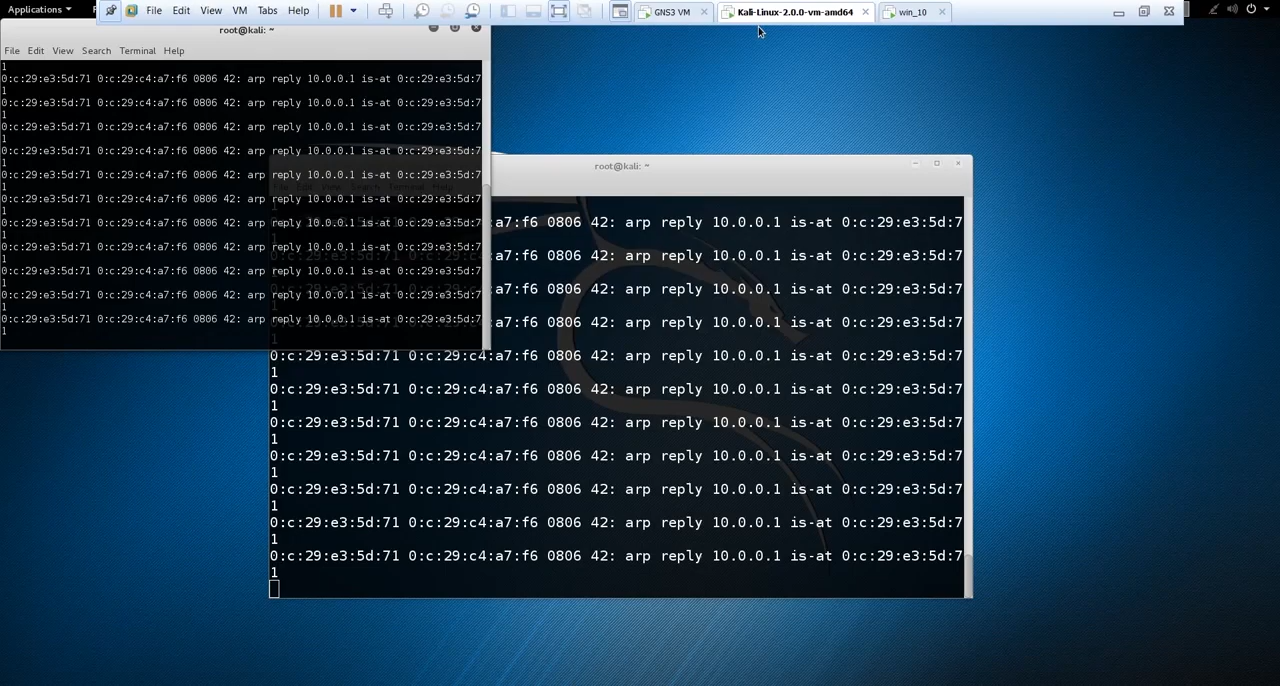 Applications
File Edit View VM Tabs Help
GNS3 VM
Kali-Linux-2.0.0-vm-amd64
win_10
root@kali: ~
File Edit View Search Terminal Help
1
0:c:29:e3:5d:71 0:c:29:c4:a7:f6 0806 42: arp reply 10.0.0.1 is-at 0:c:29:e3:5d:7
1
0:c:29:e3:5d:71 0:c:29:c4:a7:f6 0806 42: arp reply 10.0.0.1 is-at 0:c:29:e3:5d:7
1
0:c:29:e3:5d:71 0:c:29:c4:a7:f6 0806 42: arp reply 10.0.0.1 is-at 0:c:29:e3:5d:7
1
0:c:29:e3:5d:71 0:c:29:c4:a7:f6 0806 42: arp reply 10.0.0.1 is-at 0:c:29:e3:5d:7
1
0:c:29:e3:5d:71 0:c:29:c4:a7:f6 0806 42: arp reply 10.0.0.1 is-at 0:c:29:e3:5d:7
1
0:c:29:e3:5d:71 0:c:29:c4:a7:f6 0806 42: arp reply 10.0.0.1 is-at 0:c:29:e3:5d:7
1
0:c:29:e3:5d:71 0:c:29:c4:a7:f6 0806 42: arp reply 10.0.0.1 is-at 0:c:29:e3:5d:7
1
0:c:29:e3:5d:71 0:c:29:c4:a7:f6 0806 42: arp reply 10.0.0.1 is-at 0:c:29:e3:5d:7
1
0:c:29:e3:5d:71 0:c:29:c4:a7:f6 0806 42: arp reply 10.0.0.1 is-at 0:c:29:e3:5d:7
1
0:c:29:e3:5d:71 0:c:29:c4:a7:f6 0806 42: arp reply 10.0.0.1 is-at 0:c:29:e3:5d:7
1
0:c:29:e3:5d:71 0:c:29:c4:a7:f6 0806 42: arp reply 10.0.0.1 is-at 0:c:29:e3:5d:7
1
root@kali: ~
:a7:f6 0806 42: arp reply 10.0.0.1 is-at 0:c:29:e3:5d:7
:a7:f6 0806 42: arp reply 10.0.0.1 is-at 0:c:29:e3:5d:7
:a7:f6 0806 42: arp reply 10.0.0.1 is-at 0:c:29:e3:5d:7
:a7:f6 0806 42: arp reply 10.0.0.1 is-at 0:c:29:e3:5d:7
1
0:c:29:e3:5d:71 0:c:29:c4:a7:f6 0806 42: arp reply 10.0.0.1 is-at 0:c:29:e3:5d:7
1
0:c:29:e3:5d:71 0:c:29:c4:a7:f6 0806 42: arp reply 10.0.0.1 is-at 0:c:29:e3:5d:7
1
0:c:29:e3:5d:71 0:c:29:c4:a7:f6 0806 42: arp reply 10.0.0.1 is-at 0:c:29:e3:5d:7
1
0:c:29:e3:5d:71 0:c:29:c4:a7:f6 0806 42: arp reply 10.0.0.1 is-at 0:c:29:e3:5d:7
1
0:c:29:e3:5d:71 0:c:29:c4:a7:f6 0806 42: arp reply 10.0.0.1 is-at 0:c:29:e3:5d:7
1
0:c:29:e3:5d:71 0:c:29:c4:a7:f6 0806 42: arp reply 10.0.0.1 is-at 0:c:29:e3:5d:7
1
0:c:29:e3:5d:71 0:c:29:c4:a7:f6 0806 42: arp reply 10.0.0.1 is-at 0:c:29:e3:5d:7
1